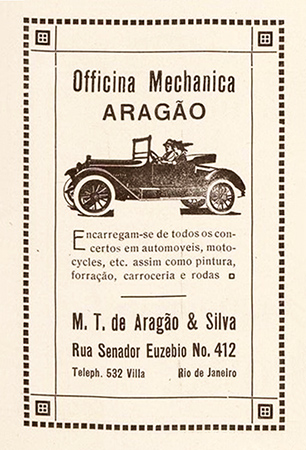 Officina Mechanica
ARAGÃO
Encarregam-se de todos os con-
certos em automoveis, moto-
cycles, etc. assim como pintura,
forração, carroceria e rodas
M. T. de Aragão & Silva
Rua Senador Euzebio No. 412
Teleph. 532 Villa Rio de Janeiro